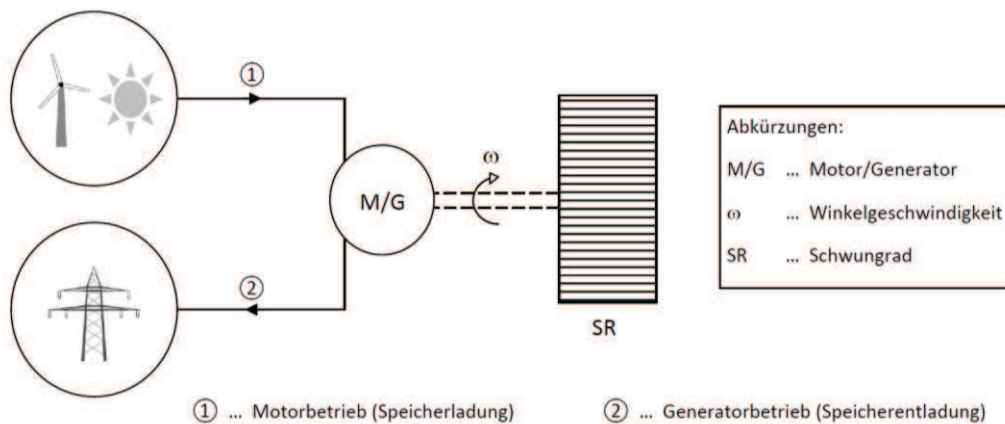 ①
M/G
ω
②
SR
Abkürzungen:
M/G ... Motor/Generator
ω ... Winkelgeschwindigkeit
SR ... Schwungrad
① ... Motorbetrieb (Speicherladung)
② ... Generatorbetrieb (Speicherentladung)